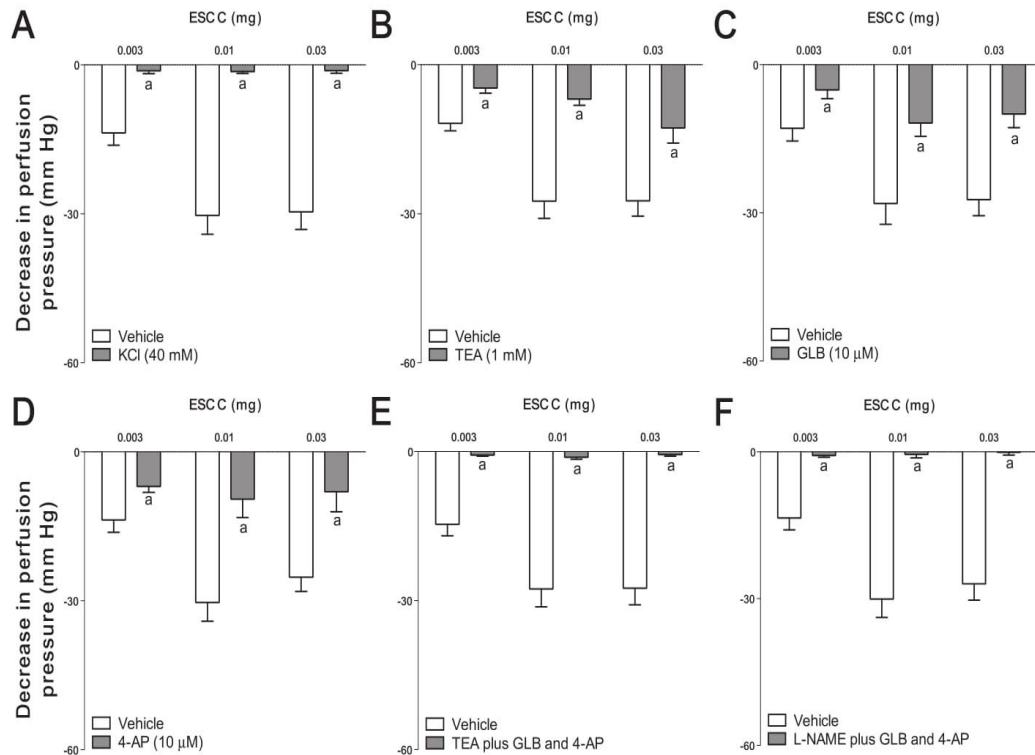 A
ESCC (mg)
0.003 0.01 0.03
0
-30
-60
Decrease in perfusion
pressure (mm Hg)
a a a
Vehicle
KCl (40 mM)
B
ESCC (mg)
0.003 0.01 0.03
0
-30
-60
a a a
Vehicle
TEA (1 mM)
C
ESCC (mg)
0.003 0.01 0.03
0
-30
-60
a a a
Vehicle
GLB (10 μM)
D
ESCC (mg)
0.003 0.01 0.03
0
-30
-60
Decrease in perfusion
pressure (mm Hg)
a a a
Vehicle
4-AP (10 μM)
E
ESCC (mg)
0.003 0.01 0.03
0
-30
-60
a a a
Vehicle
TEA plus GLB and 4-AP
F
ESCC (mg)
0.003 0.01 0.03
0
-30
-60
a a a
Vehicle
L-NAME plus GLB and 4-AP